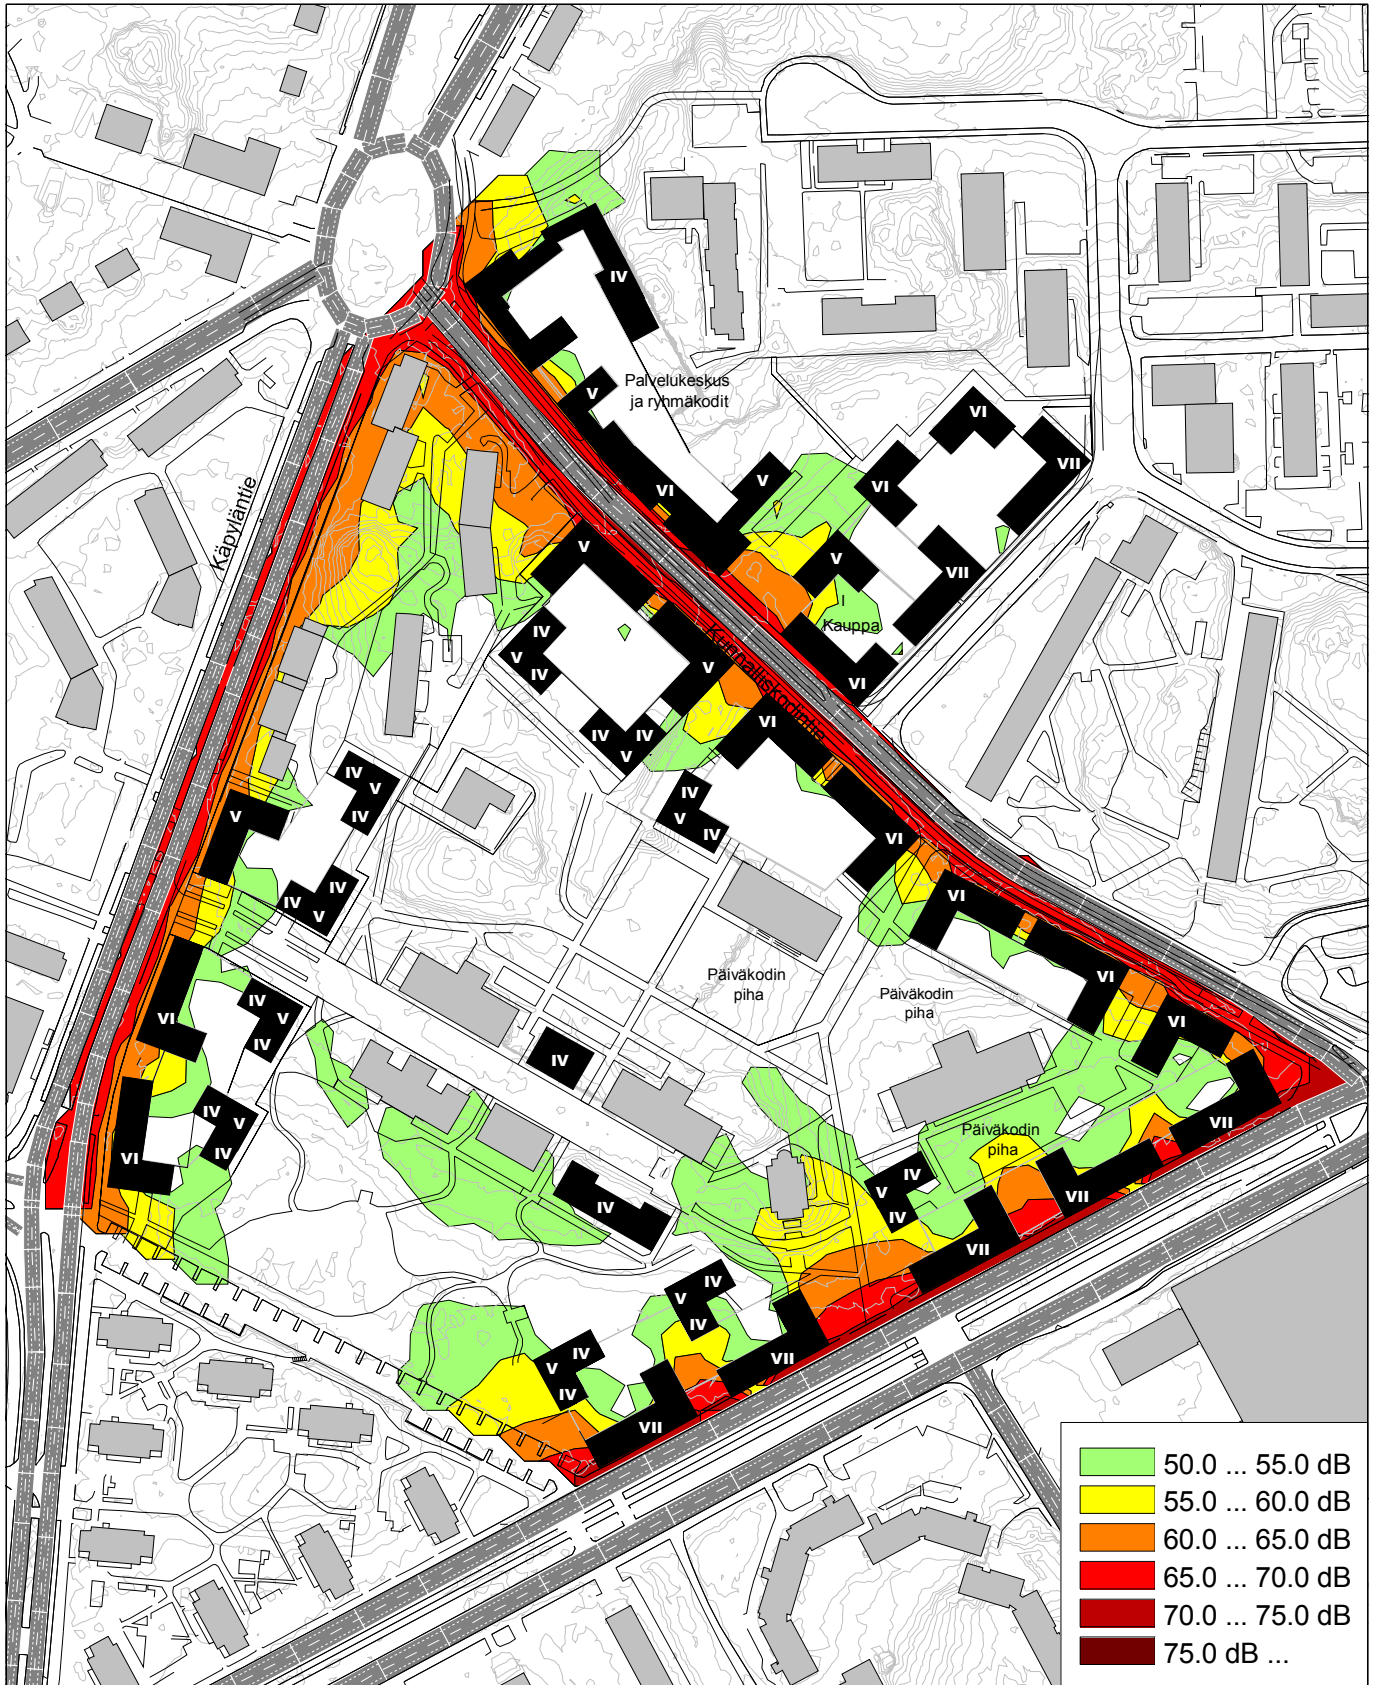 IV
Palvelukeskus
ja ryhmäkodit
V
VI
VII
V
VI
VI
VII
V
V
VII
I
Kauppa
Käpyläntie
IV
V
IV
V
Kunnalliskodintie
VI
VI
IV
IV
V
IV
V
IV
IV
V
IV
V
VI
IV
IV
V
VI
Päiväkodin
piha
Päiväkodin
piha
VI
VI
IV
V
IV
VI
IV
IV
V
IV
VI
Päiväkodin
piha
VII
IV
V
IV
VII
IV
VII
IV
V
IV
IV
V
IV
VII
VII
50.0 ... 55.0 dB
55.0 ... 60.0 dB
60.0 ... 65.0 dB
65.0 ... 70.0 dB
70.0 ... 75.0 dB
75.0 dB ...